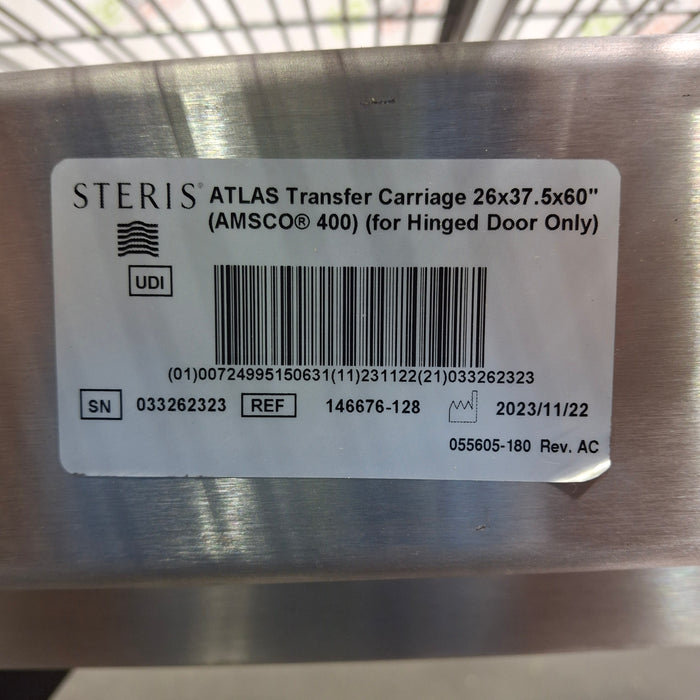 STERIS® ATLAS Transfer Carriage 26x37.5x60"
(AMSCO® 400) (for Hinged Door Only)
UDI
(01)00724995150631(11)231122(21)033262323
SN 033262323 REF 146676-128 2023/11/22
055605-180 Rev. AC